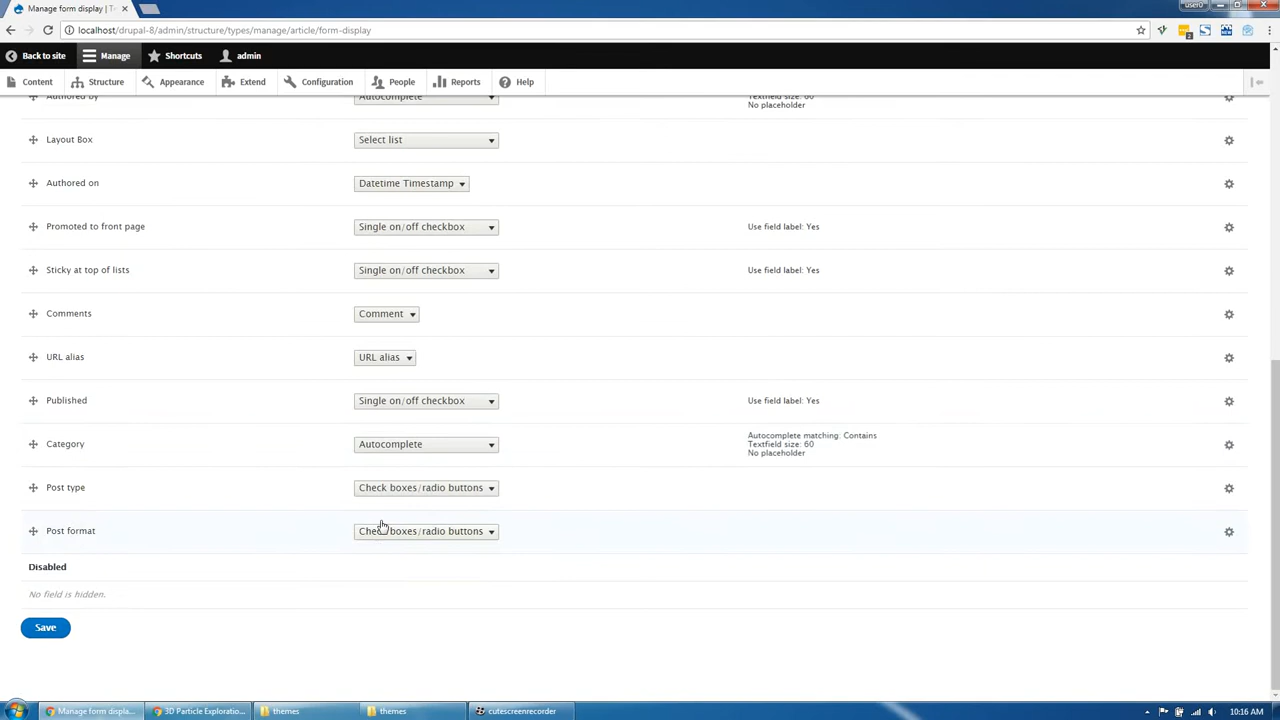 Manage form display | T
user0
localhost/drupal-8/admin/structure/types/manage/article/form-display
2
Back to site Manage Shortcuts admin
Content Structure Appearance Extend Configuration People Reports Help
Authored by Autocomplete Textfield size: 60
No placeholder
Layout Box Select list
Authored on Datetime Timestamp
Promoted to front page Single on/off checkbox Use field label: Yes
Sticky at top of lists Single on/off checkbox Use field label: Yes
Comments Comment
URL alias URL alias
Published Single on/off checkbox Use field label: Yes
Category Autocomplete Autocomplete matching: Contains
Textfield size: 60
No placeholder
Post type Check boxes/radio buttons
Post format Check boxes/radio buttons
Disabled
No field is hidden.
Save
Manage form displa... 3D Particle Exploratio... themes themes cutescreenrecorder 10:16 AM